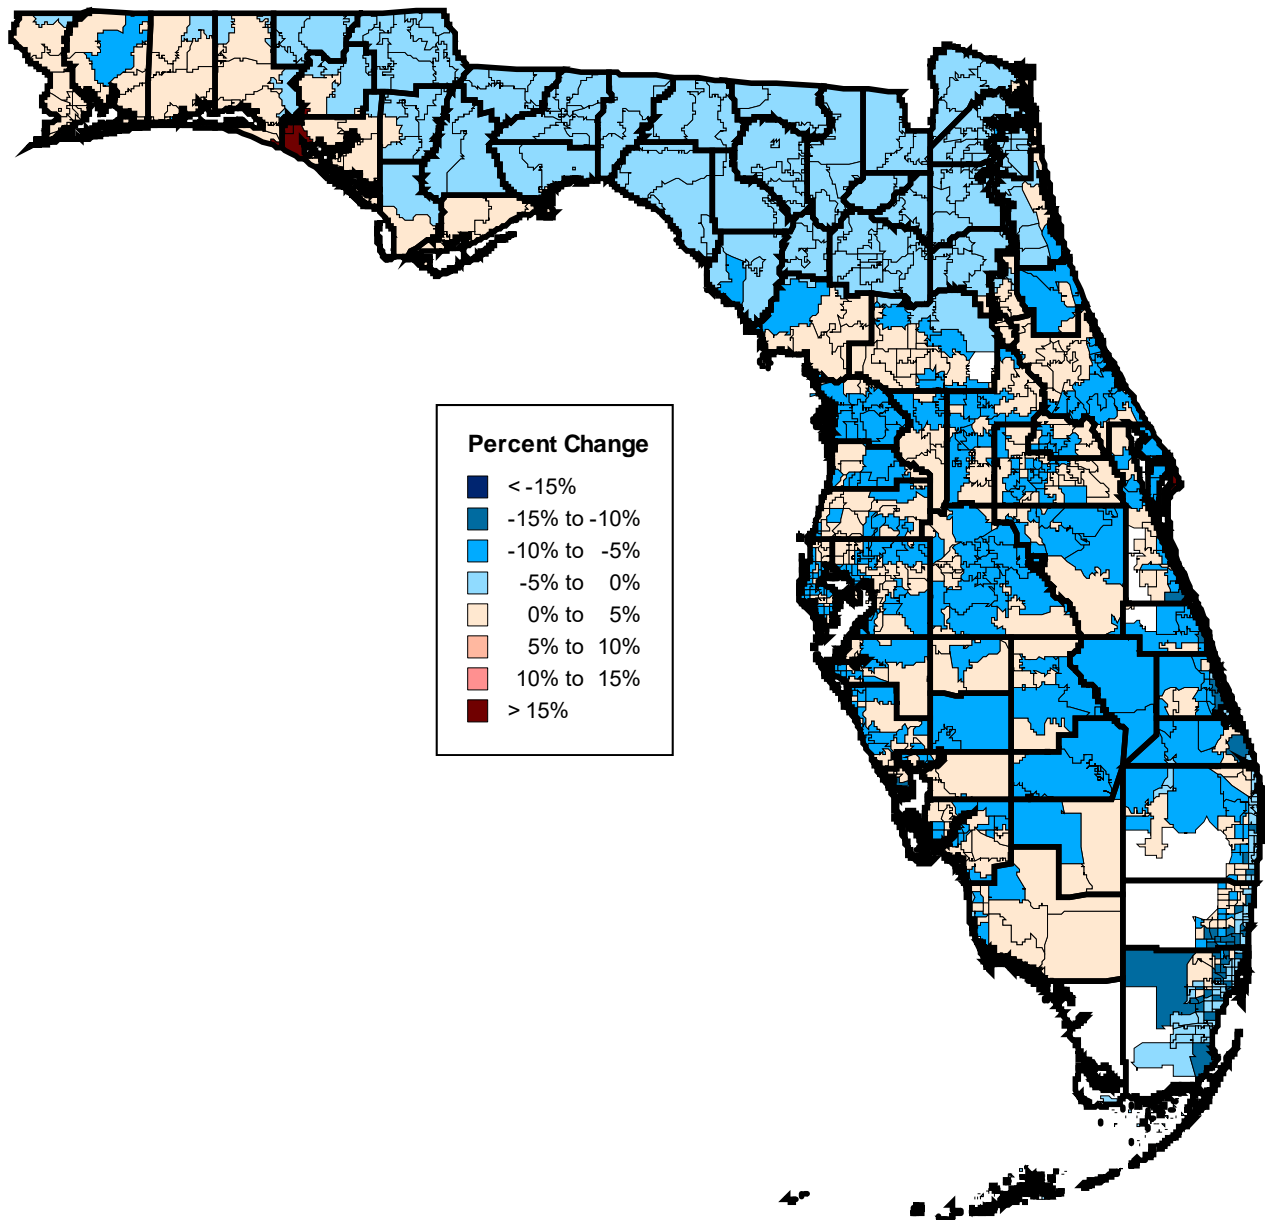 Percent Change
< -15%
-15% to -10%
-10% to -5%
-5% to 0%
0% to 5%
5% to 10%
10% to 15%
> 15%